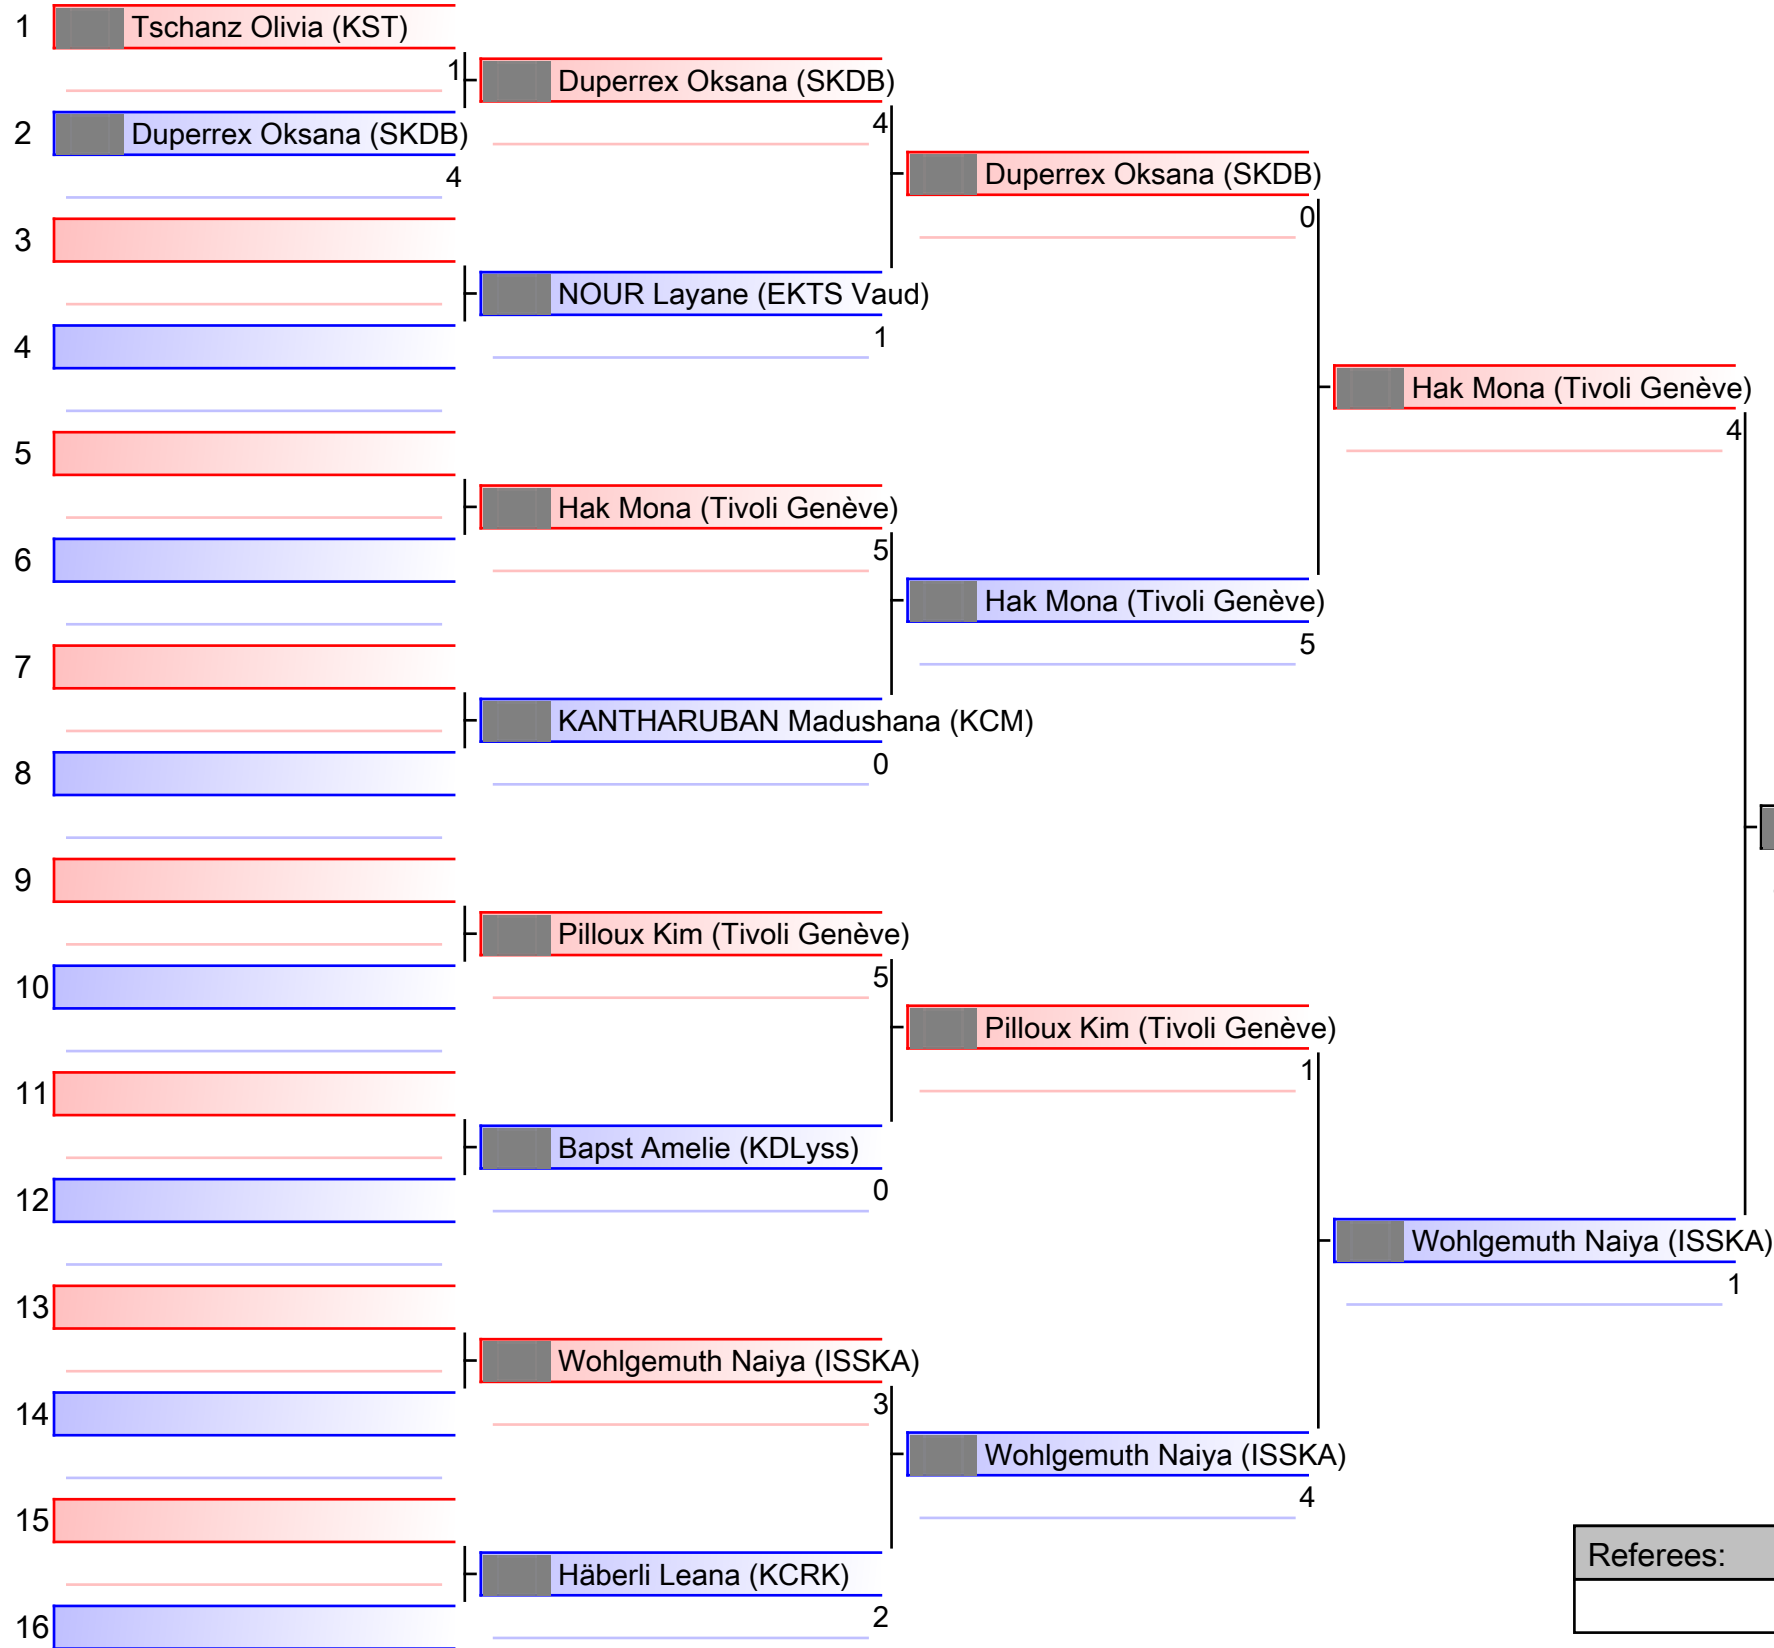 1 Tschanz Olivia (KST)
1
Duperrex Oksana (SKDB)
4
2 Duperrex Oksana (SKDB)
4
Duperrex Oksana (SKDB)
0
3
NOUR Layane (EKTS Vaud)
1
4
Hak Mona (Tivoli Genève)
4
5
Hak Mona (Tivoli Genève)
5
6
Hak Mona (Tivoli Genève)
5
7
KANTHARUBAN Madushana (KCM)
0
8
9
Pilloux Kim (Tivoli Genève)
5
10
Pilloux Kim (Tivoli Genève)
1
11
Bapst Amelie (KDLyss)
0
12
Wohlgemuth Naiya (ISSKA)
1
13
Wohlgemuth Naiya (ISSKA)
3
14
Wohlgemuth Naiya (ISSKA)
4
15
Häberli Leana (KCRK)
2
16
Referees: